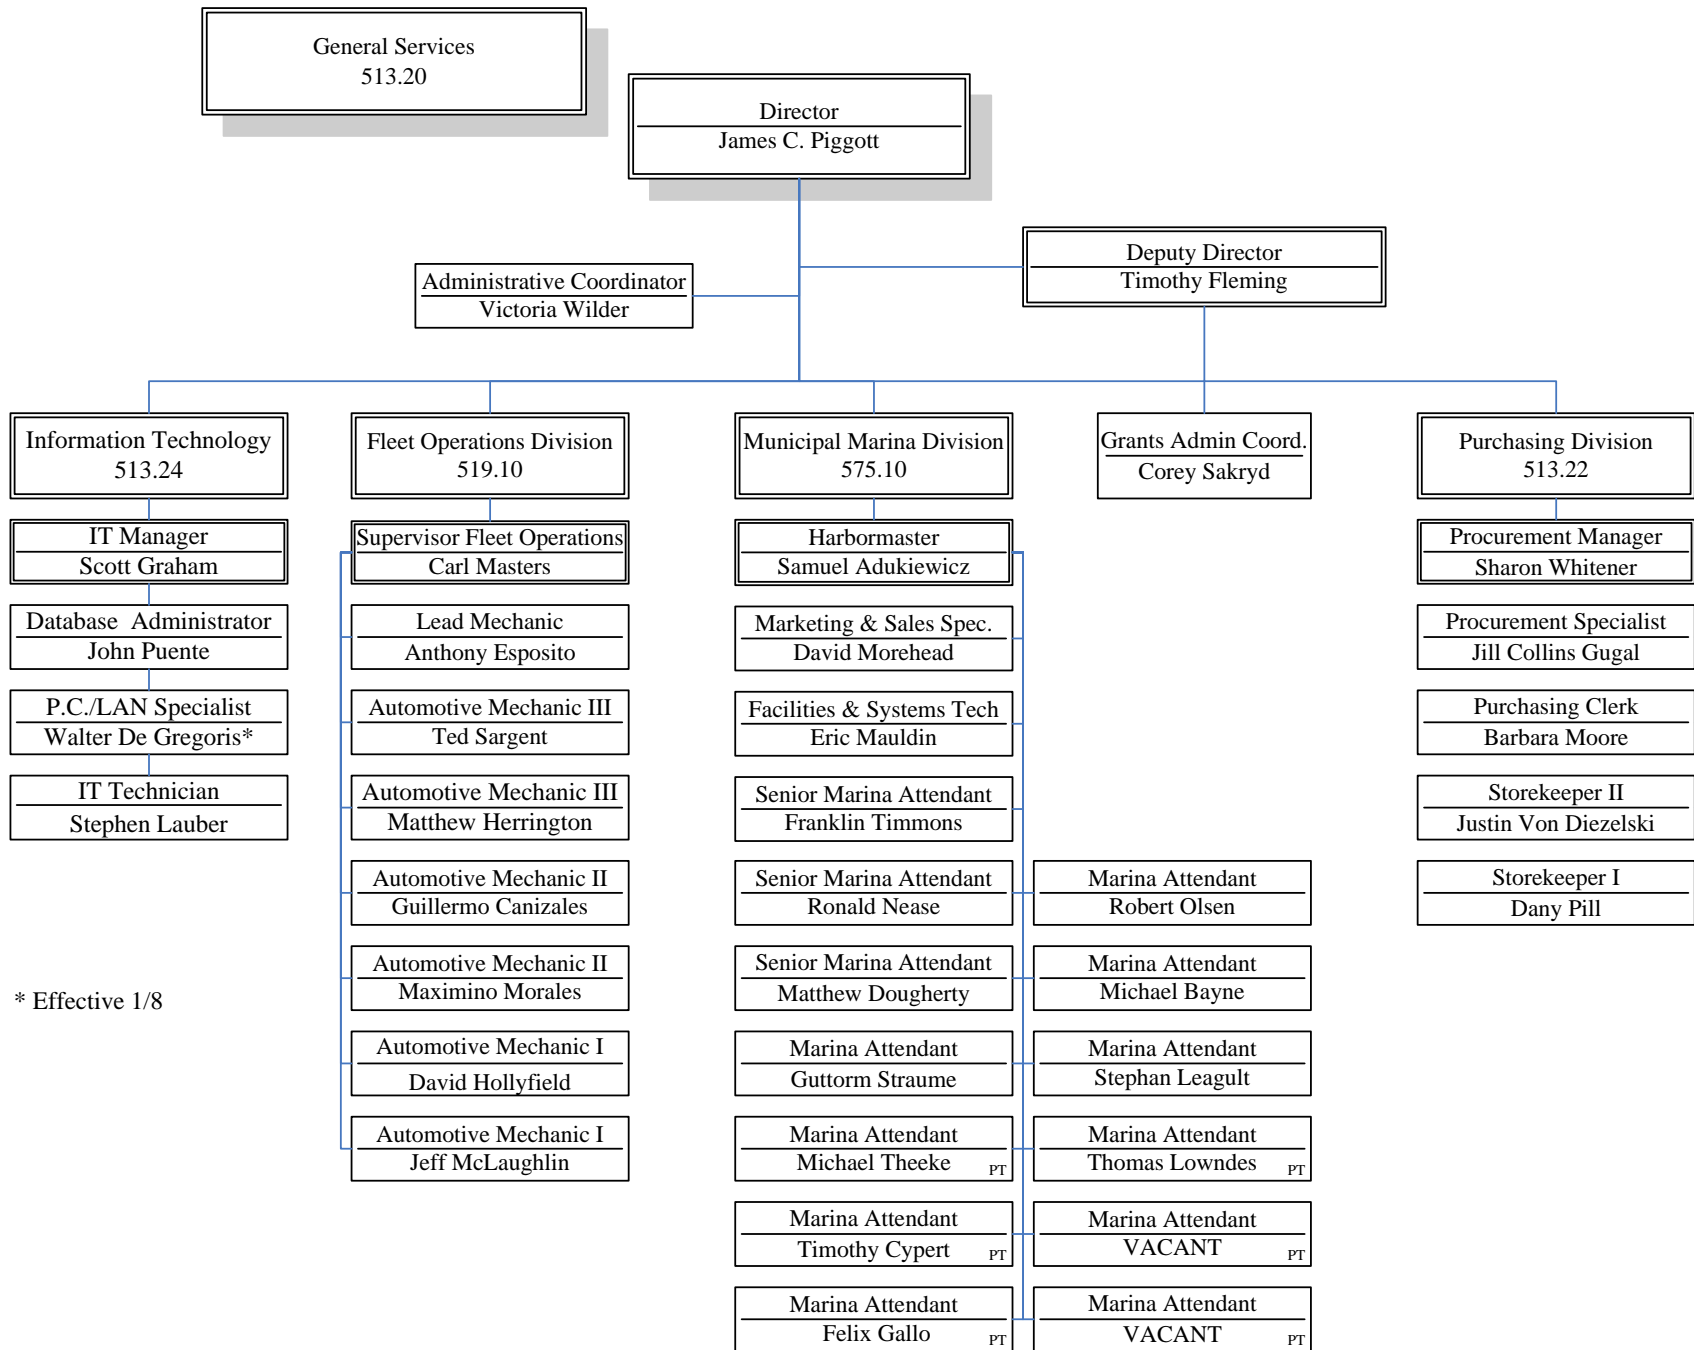 General Services
513.20
Director
James C. Piggott
Deputy Director
Timothy Fleming
Administrative Coordinator
Victoria Wilder
Information Technology
513.24
IT Manager
Scott Graham
Database  Administrator
John Puente
P.C./LAN Specialist
Walter De Gregoris*
IT Technician
Stephen Lauber
* Effective 1/8
Fleet Operations Division
519.10
Supervisor Fleet Operations
Carl Masters
Lead Mechanic
Anthony Esposito
Automotive Mechanic III
Ted Sargent
Automotive Mechanic III
Matthew Herrington
Automotive Mechanic II
Guillermo Canizales
Automotive Mechanic II
Maximino Morales
Automotive Mechanic I
David Hollyfield
Automotive Mechanic I
Jeff McLaughlin
Municipal Marina Division
575.10
Harbormaster
Samuel Adukiewicz
Marketing & Sales Spec.
David Morehead
Facilities & Systems Tech
Eric Mauldin
Senior Marina Attendant
Franklin Timmons
Senior Marina Attendant
Ronald Nease
Senior Marina Attendant
Matthew Dougherty
Marina Attendant
Guttorm Straume
Marina Attendant
Michael Theeke PT
Marina Attendant
Timothy Cypert PT
Marina Attendant
Felix Gallo PT
Marina Attendant
Robert Olsen
Marina Attendant
Michael Bayne
Marina Attendant
Stephan Leagult
Marina Attendant
Thomas Lowndes PT
Marina Attendant
VACANT PT
Marina Attendant
VACANT PT
Grants Admin Coord.
Corey Sakryd
Purchasing Division
513.22
Procurement Manager
Sharon Whitener
Procurement Specialist
Jill Collins Gugal
Purchasing Clerk
Barbara Moore
Storekeeper II
Justin Von Diezelski
Storekeeper I
Dany Pill